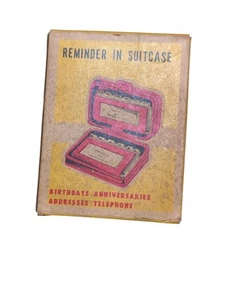 REMINDER IN SUITCASE
BIRTHDAYS/ANNIVERSARIES
ADDRESSES/TELEPHONE